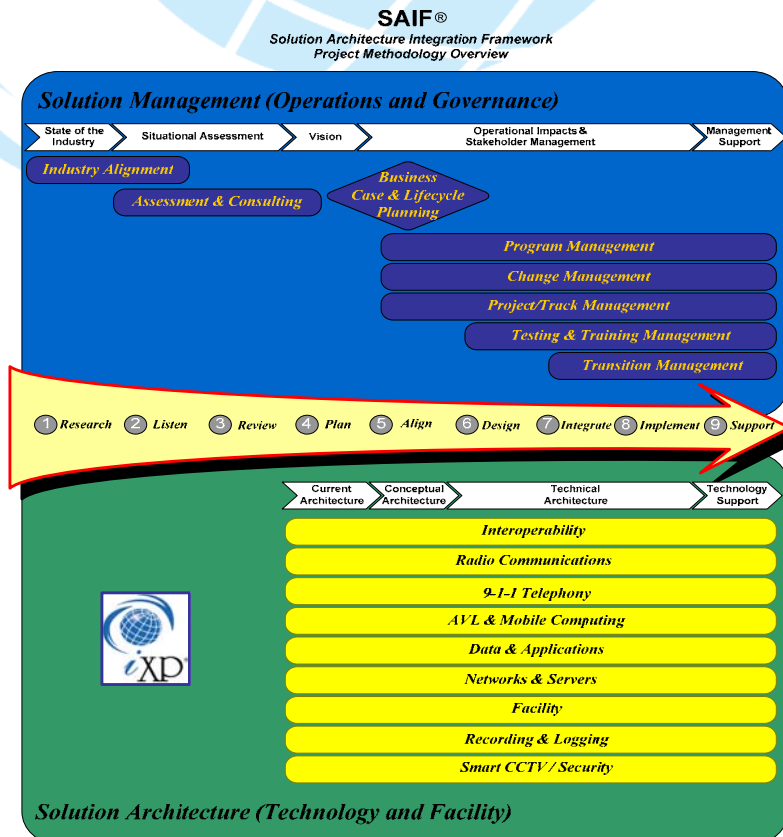 SAIF®
Solution Architecture Integration Framework
Project Methodology Overview
Solution Management (Operations and Governance)
State of the
Industry
Situational Assessment
Vision
Operational Impacts &
Stakeholder Management
Management
Support
Industry Alignment
Assessment & Consulting
Business
Case & Lifecycle
Planning
Program Management
Change Management
Project/Track Management
Testing & Training Management
Transition Management
1 Research
2 Listen
3 Review
4 Plan
5 Align
6 Design
7 Integrate
8 Implement
9 Support
Current
Architecture
Conceptual
Architecture
Technical
Architecture
Technology
Support
Interoperability
Radio Communications
9-1-1 Telephony
AVL & Mobile Computing
Data & Applications
Networks & Servers
Facility
Recording & Logging
Smart CCTV / Security
iXP
Solution Architecture (Technology and Facility)